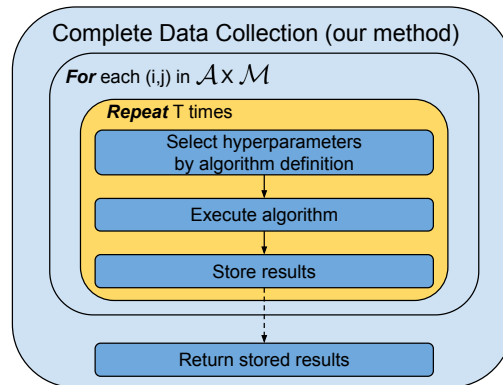 Complete Data Collection (our method)
For each (i,j) in 𝒜 x ℳ
Repeat T times
Select hyperparameters
by algorithm definition
Execute algorithm
Store results
Return stored results